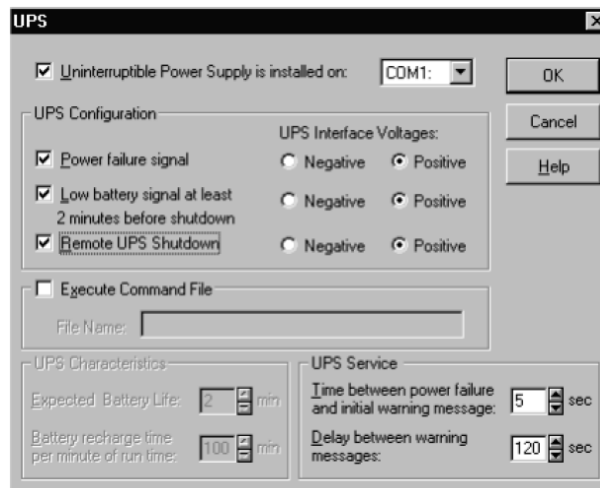 UPS
Uninterruptible Power Supply is installed on: COM1:
OK
Cancel
Help
UPS Configuration
UPS Interface Voltages:
Power failure signal
Negative Positive
Low battery signal at least
2 minutes before shutdown
Negative Positive
Remote UPS Shutdown
Negative Positive
Execute Command File
File Name:
UPS Characteristics
Expected Battery Life: 2 min
Battery recharge time
per minute of run time: 100 min
UPS Service
Time between power failure
and initial warning message: 5 sec
Delay between warning
messages: 120 sec